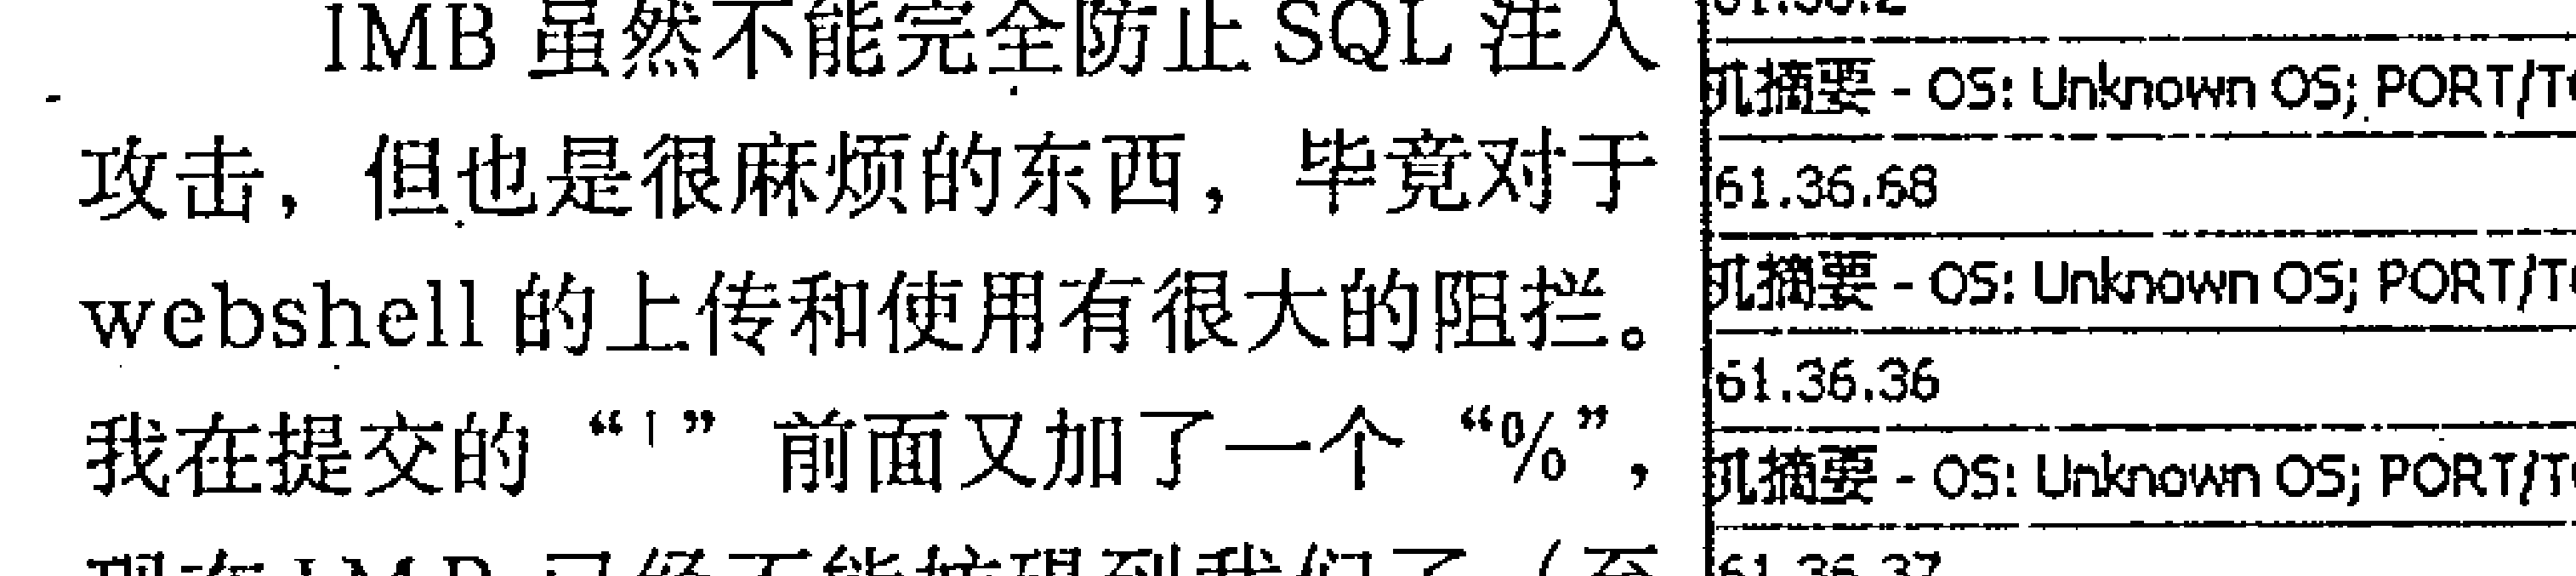 IMB 虽然不能完全防止 SQL 注入
攻击，但也是很麻烦的东西，毕竟对于
webshell 的上传和使用有很大的阻拦。
我在提交的“'”前面又加了一个“%”，
摘要 - OS: Unknown OS; PORT/T
61.36.68
摘要 - OS: Unknown OS; PORT/T
61.36.36
摘要 - OS: Unknown OS; PORT/T
61.36.37